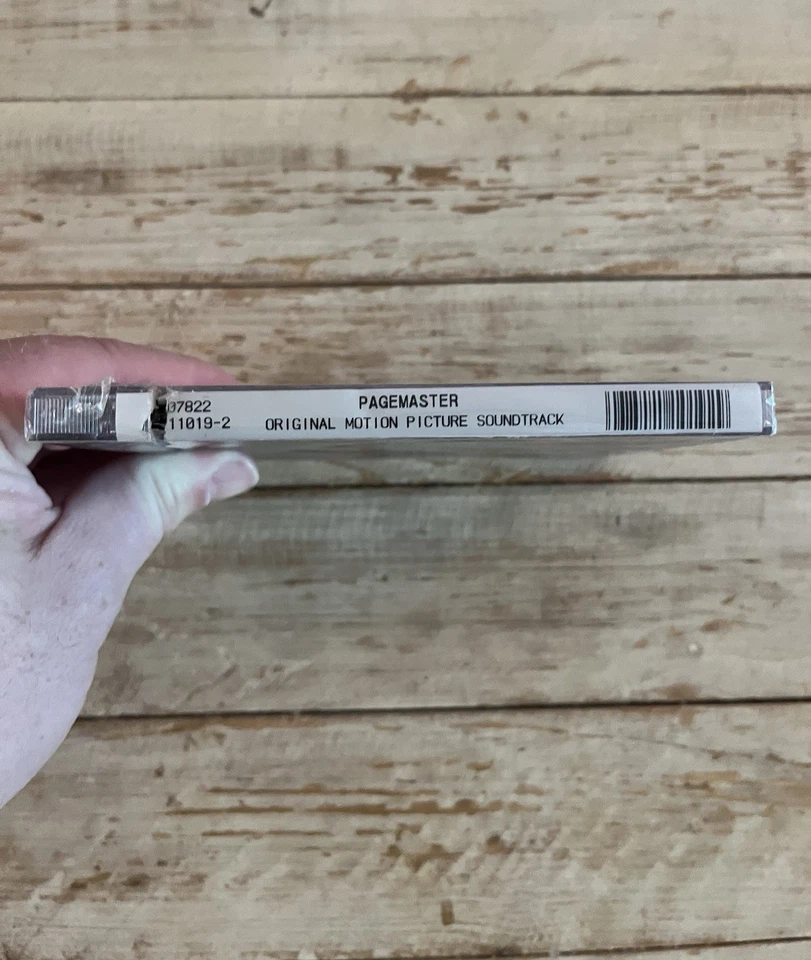 07822
11019-2
PAGEMASTER
ORIGINAL MOTION PICTURE SOUNDTRACK